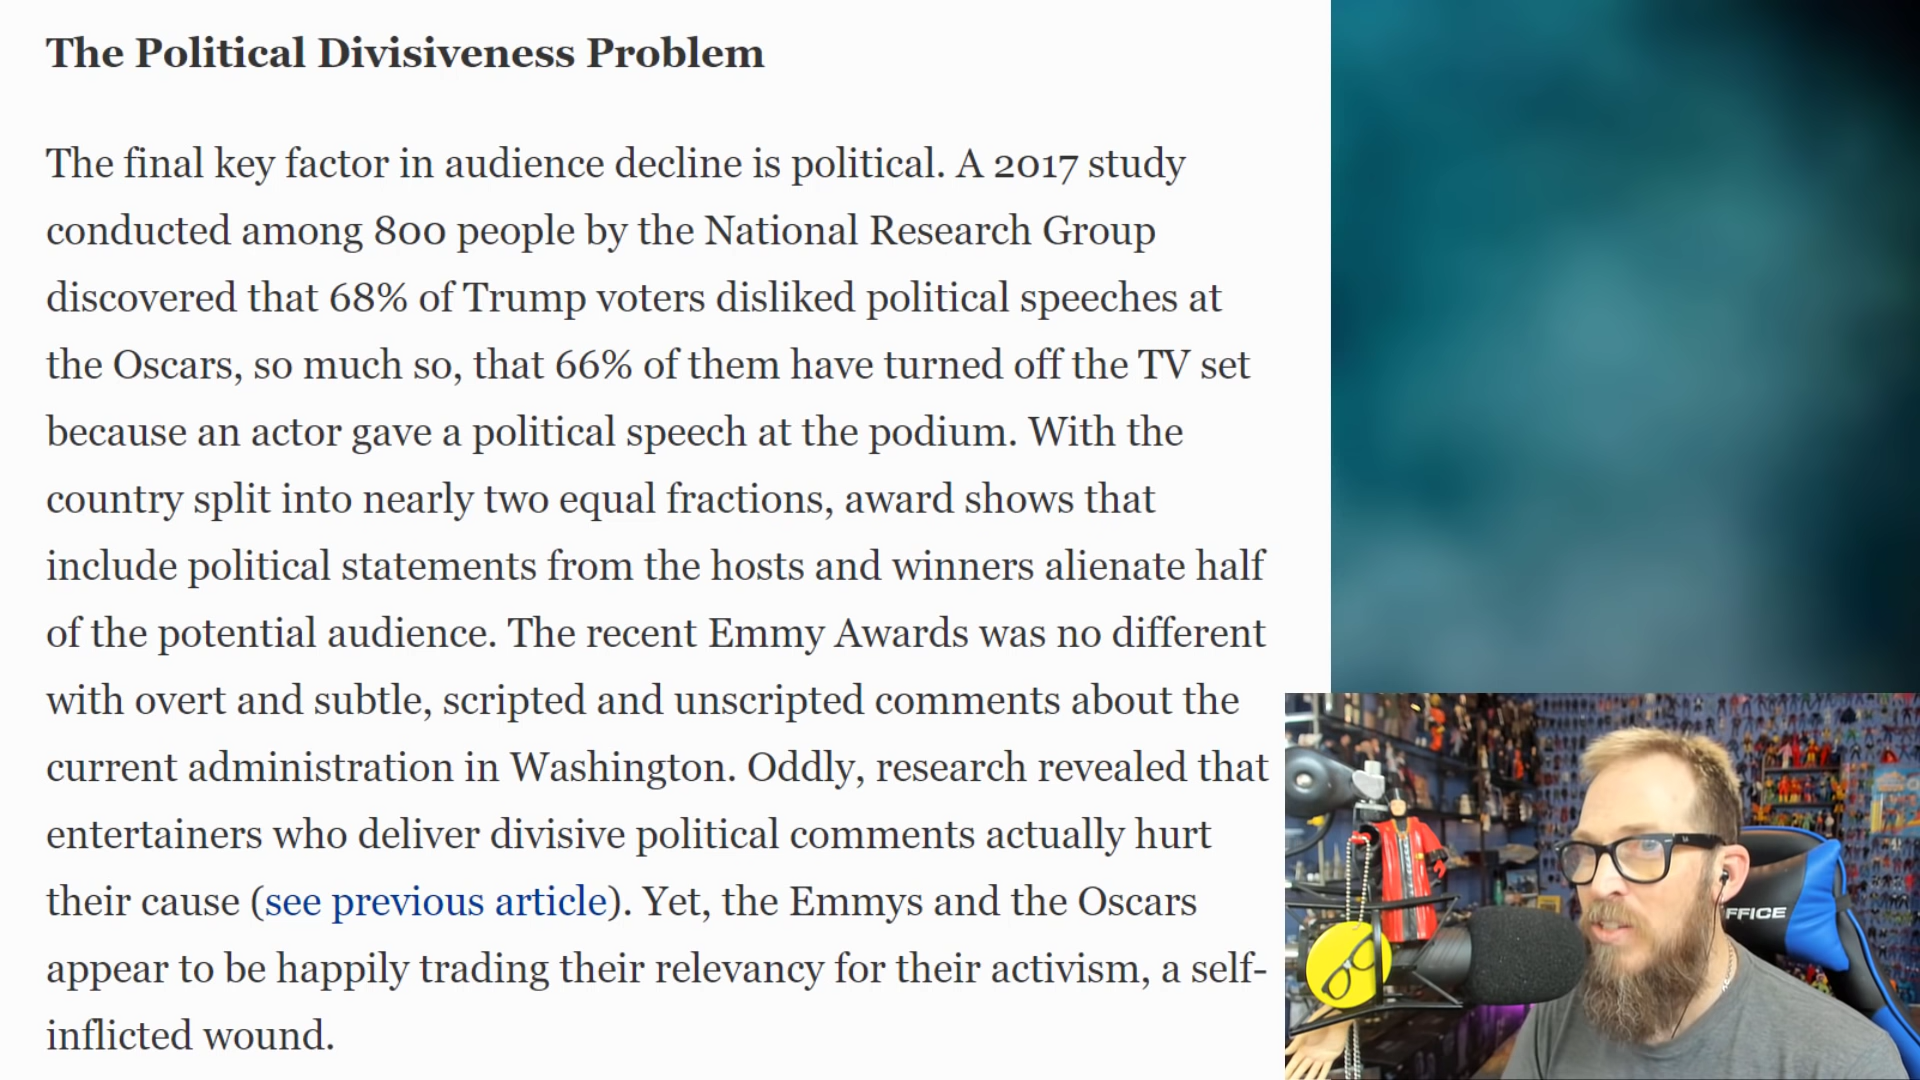 The Political Divisiveness Problem
The final key factor in audience decline is political. A 2017 study
conducted among 800 people by the National Research Group
discovered that 68% of Trump voters disliked political speeches at
the Oscars, so much so, that 66% of them have turned off the TV set
because an actor gave a political speech at the podium. With the
country split into nearly two equal fractions, award shows that
include political statements from the hosts and winners alienate half
of the potential audience. The recent Emmy Awards was no different
with overt and subtle, scripted and unscripted comments about the
current administration in Washington. Oddly, research revealed that
entertainers who deliver divisive political comments actually hurt
their cause (see previous article). Yet, the Emmys and the Oscars
appear to be happily trading their relevancy for their activism, a self-
inflicted wound.
FFICE